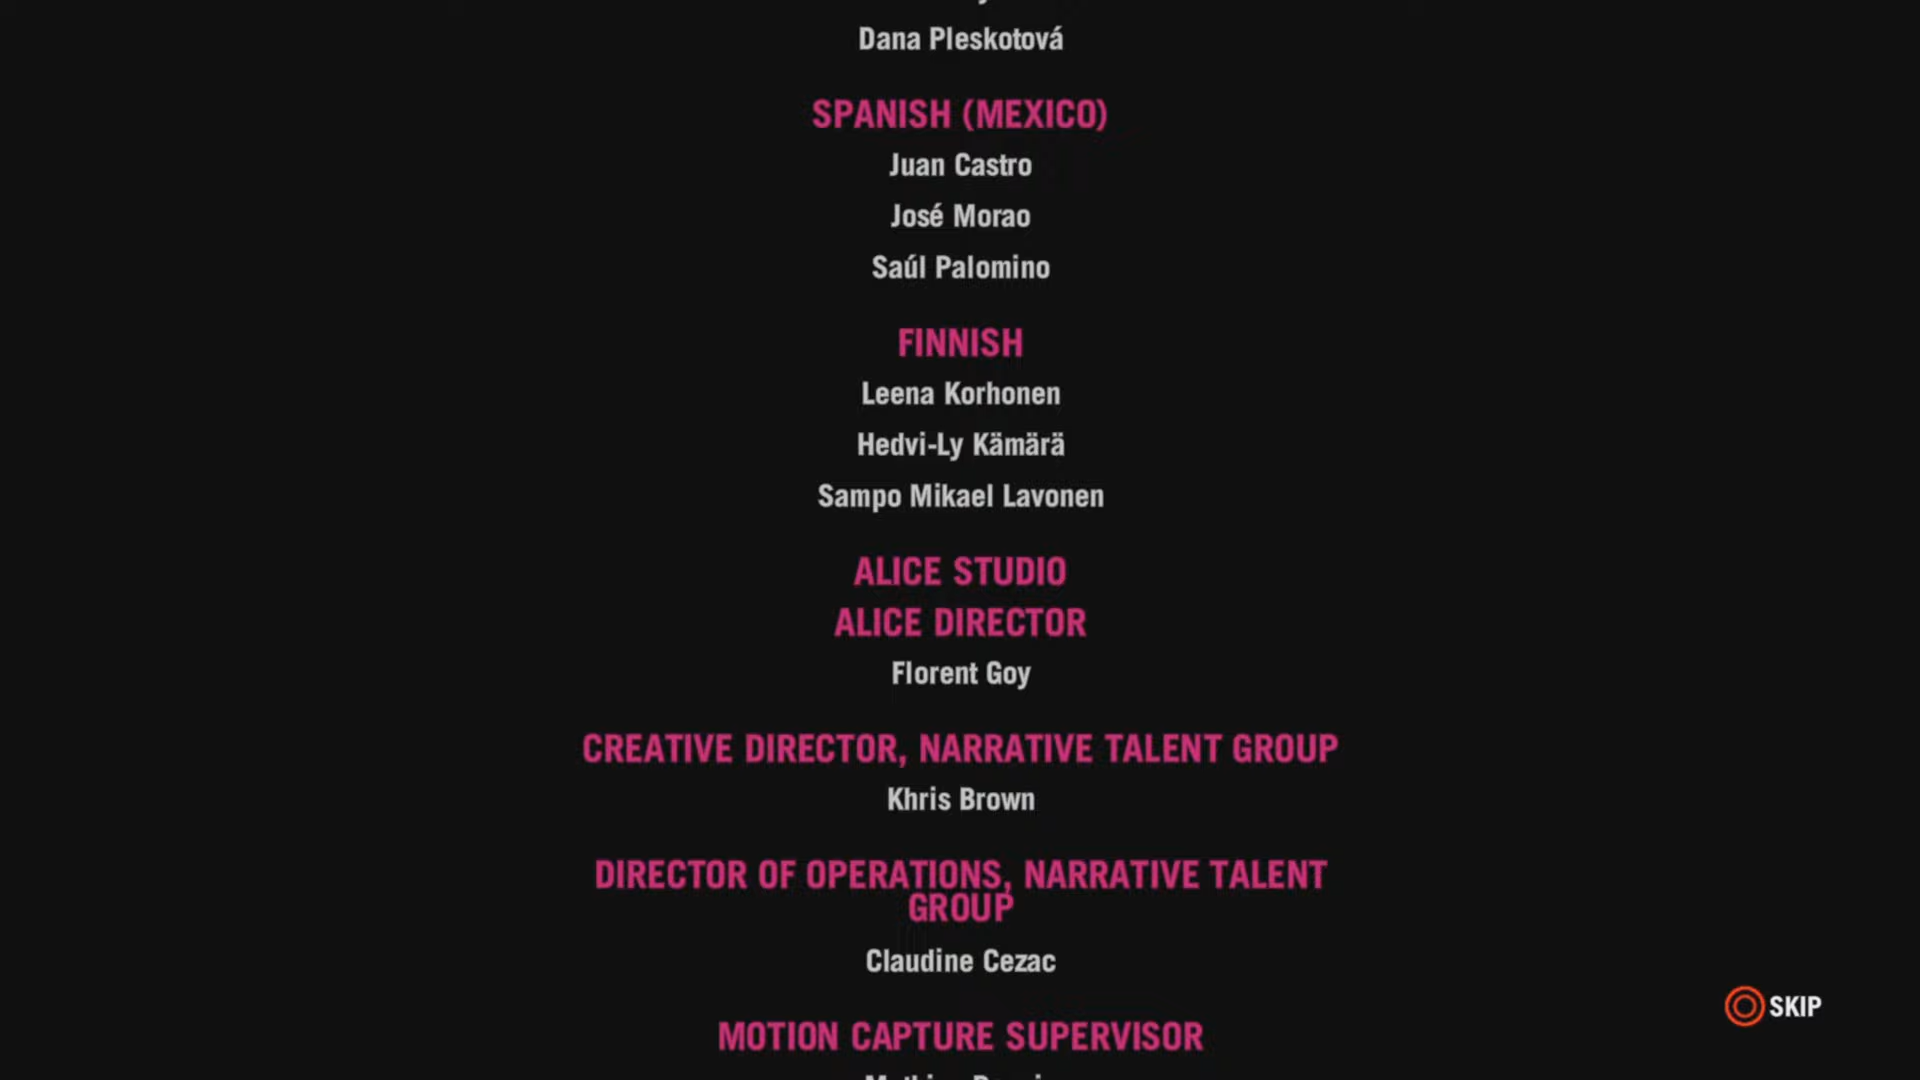 Dana Pleskotová
SPANISH (MEXICO)
Juan Castro
José Morao
Saúl Palomino
FINNISH
Leena Korhonen
Hedvi-Ly Kämärä
Sampo Mikael Lavonen
ALICE STUDIO
ALICE DIRECTOR
Florent Goy
CREATIVE DIRECTOR, NARRATIVE TALENT GROUP
Khris Brown
DIRECTOR OF OPERATIONS, NARRATIVE TALENT
GROUP
Claudine Cezac
SKIP
MOTION CAPTURE SUPERVISOR